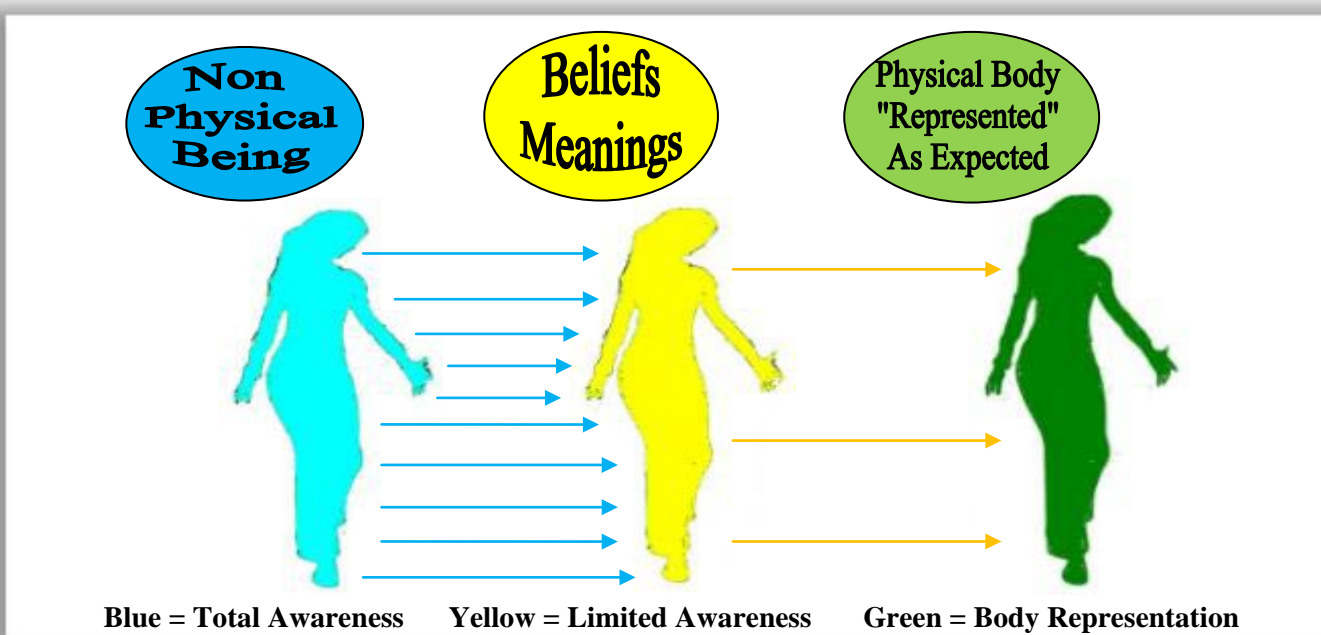 Non
Physical
Being
Beliefs
Meanings
Physical Body
"Represented"
As Expected
Blue = Total Awareness
Yellow = Limited Awareness
Green = Body Representation